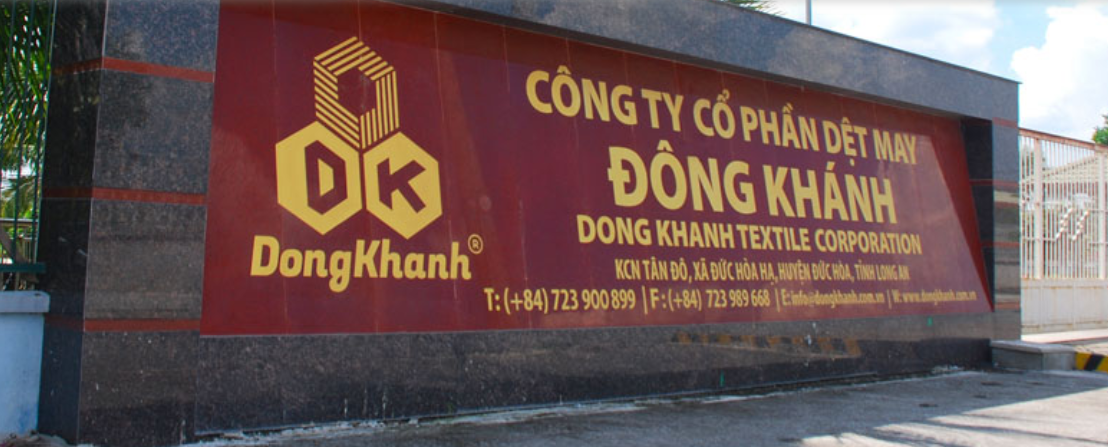 DK
DongKhanh®
CÔNG TY CỔ PHẦN DỆT MAY
ĐÔNG KHÁNH
DONG KHANH TEXTILE CORPORATION
KCN TÂN ĐÔ, XÃ ĐỨC HÒA HẠ, HUYỆN ĐỨC HÒA, TỈNH LONG AN
T: (+84) 723 900 899 | F : (+84) 723 989 668 | E: info@dongkhanh.com.vn | W: www.dongkhanh.com.vn